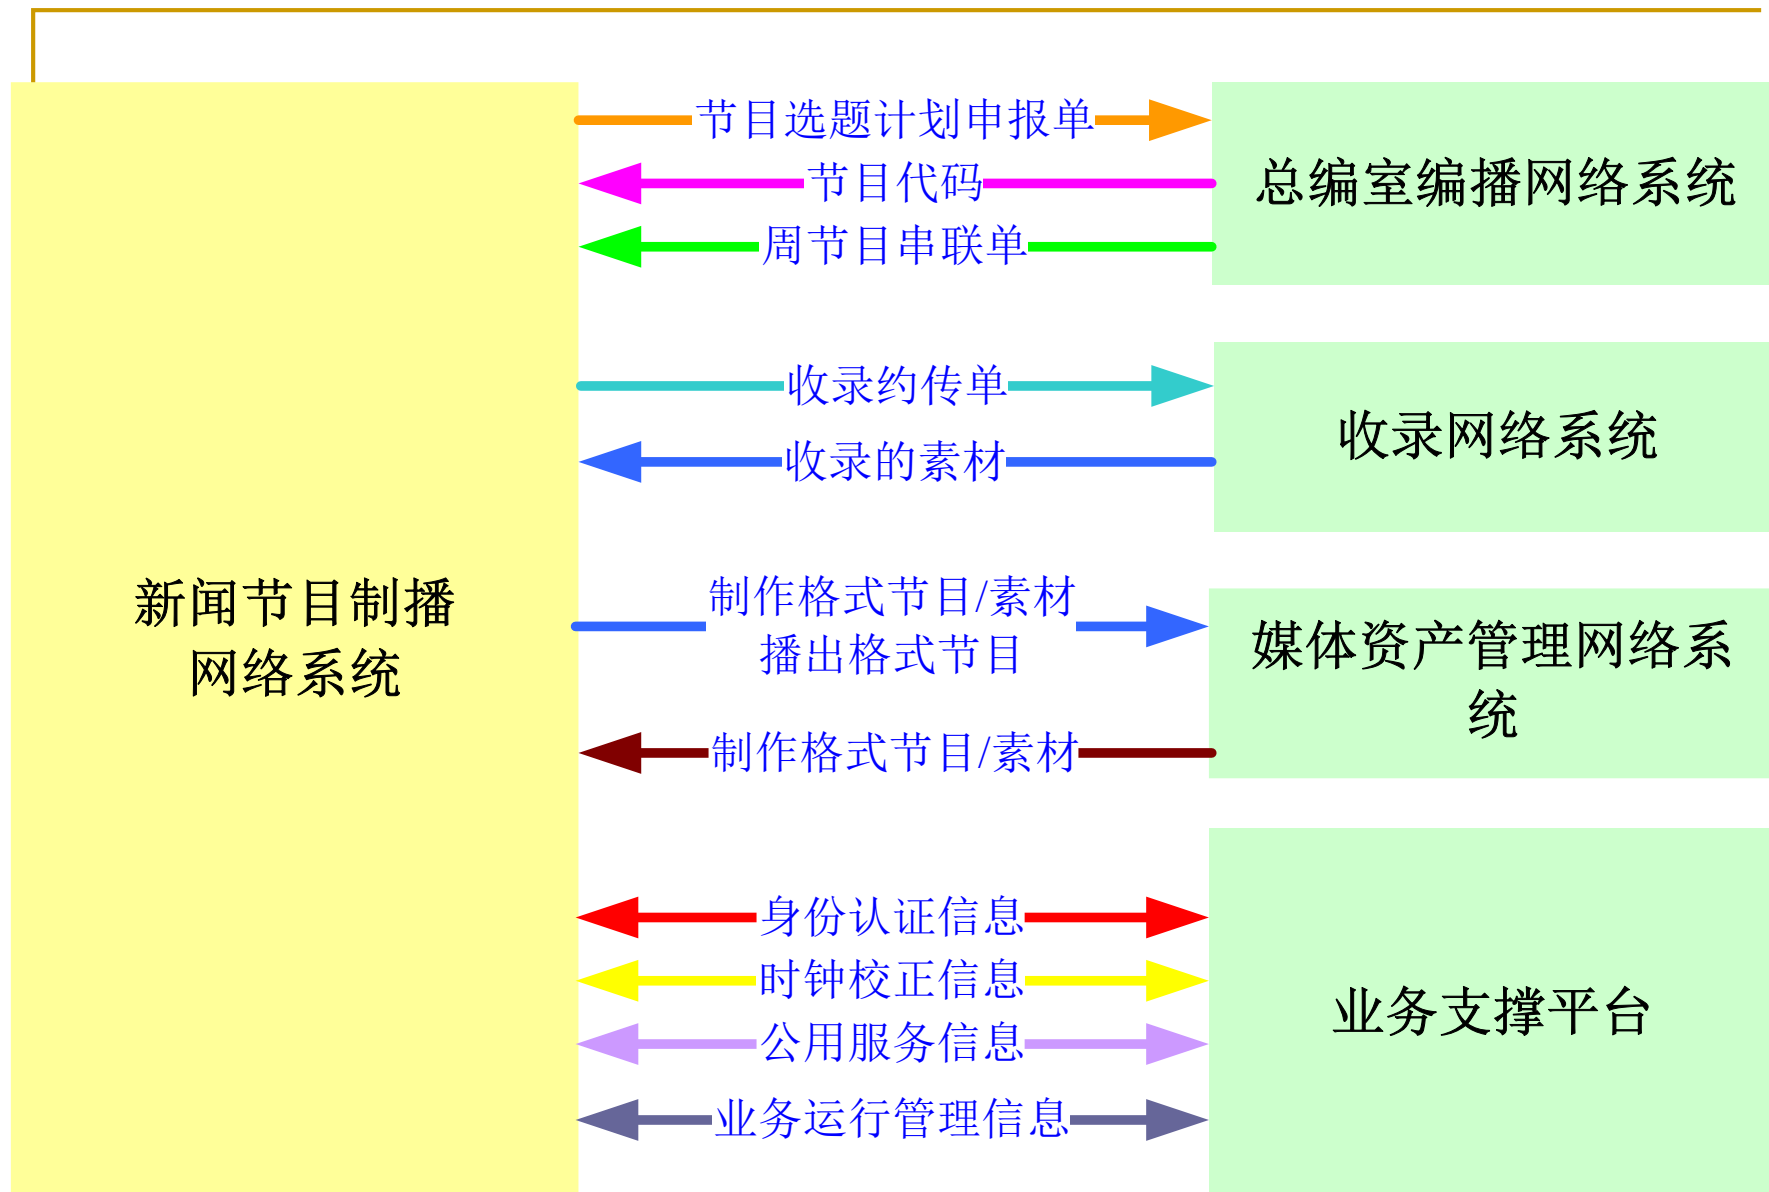 新闻节目制播
网络系统
节目选题计划申报单
节目代码
周节目串联单
总编室编播网络系统
收录约传单
收录的素材
收录网络系统
制作格式节目/素材
播出格式节目
制作格式节目/素材
媒体资产管理网络系
统
身份认证信息
时钟校正信息
公用服务信息
业务运行管理信息
业务支撑平台